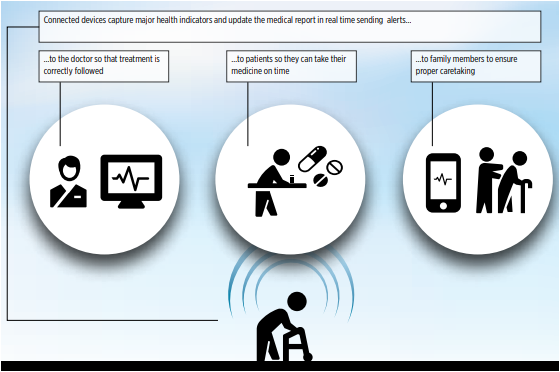 Connected devices capture major health indicators and update the medical report in real time sending alerts...
...to the doctor so that treatment is
correctly followed
...to patients so they can take their
medicine on time
...to family members to ensure
proper caretaking